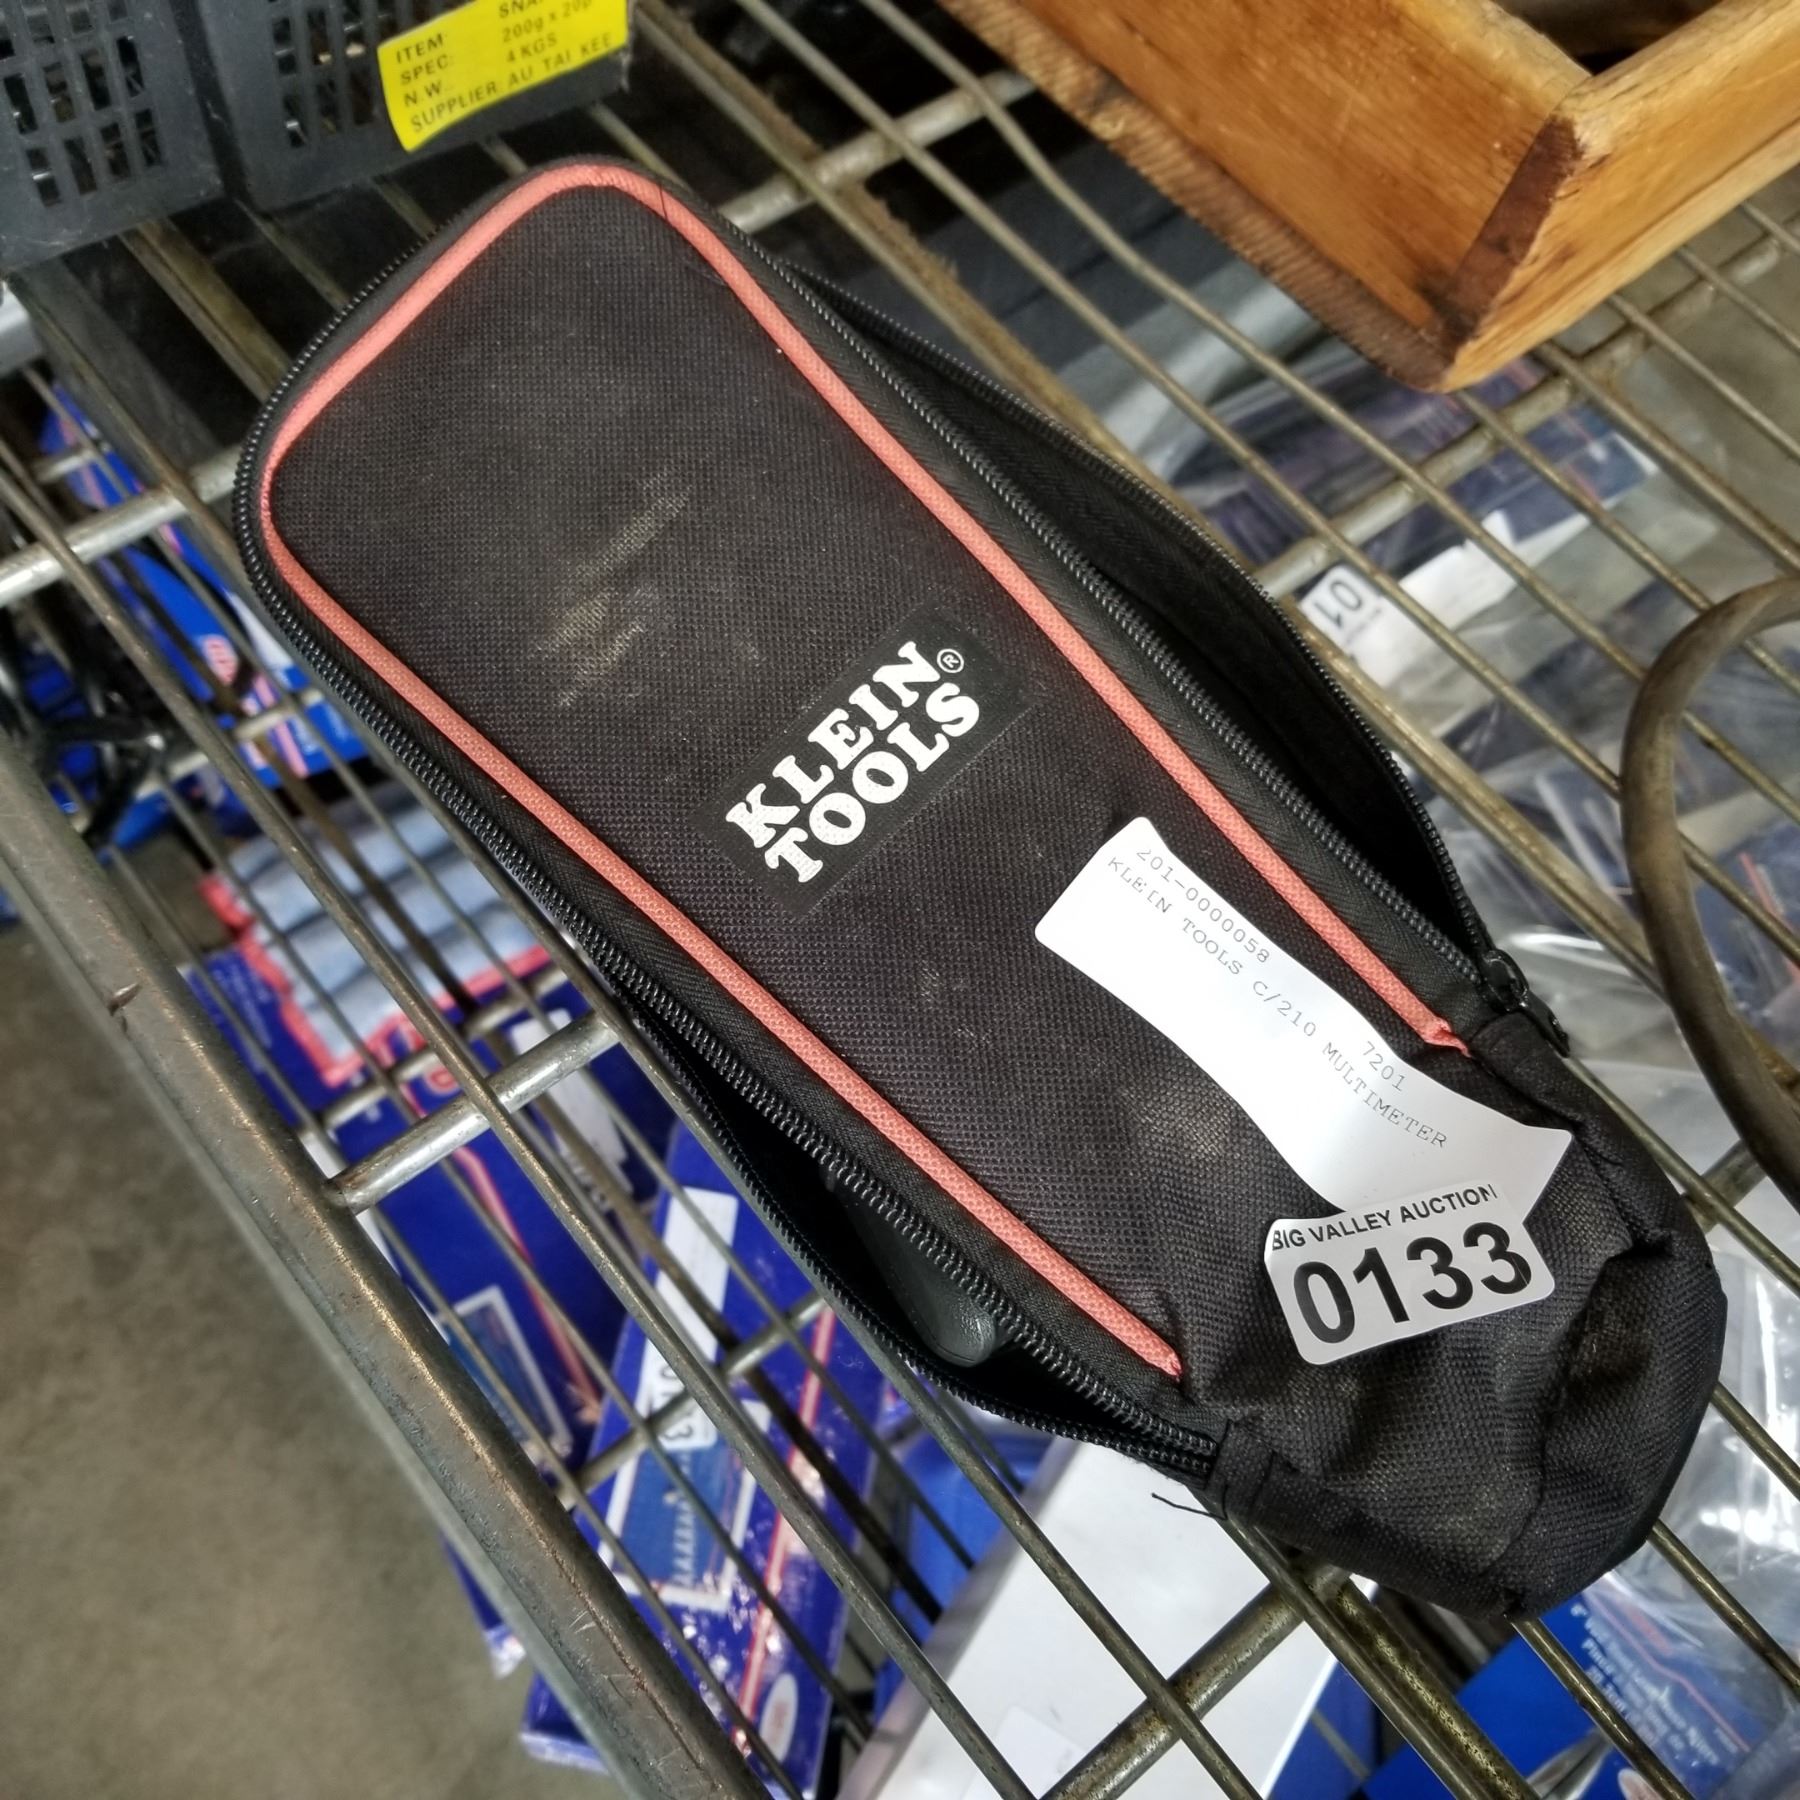 ITEM:
SPEC: 200g x 20p
N.W.: 4 KGS
SUPPLIER: AU TAI KEE
KLEIN®
TOOLS
201-0000058 7201
KLEIN TOOLS C/210 MULTIMETER
BIG VALLEY AUCTION
0133